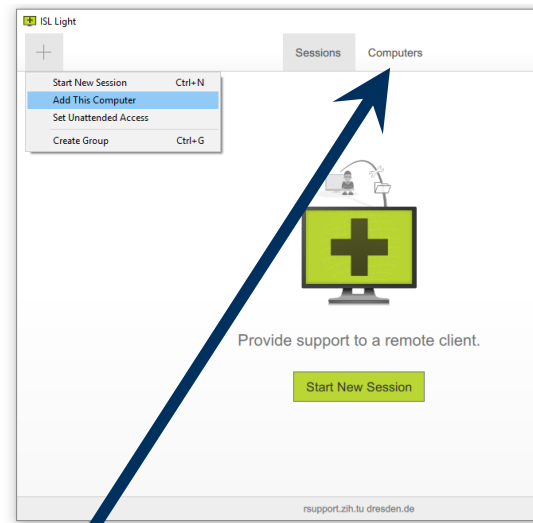 ISL Light
Sessions Computers
Start New Session Ctrl+N
Add This Computer
Set Unattended Access
Create Group Ctrl+G
Provide support to a remote client.
Start New Session
rsupport.zih.tu dresden.de